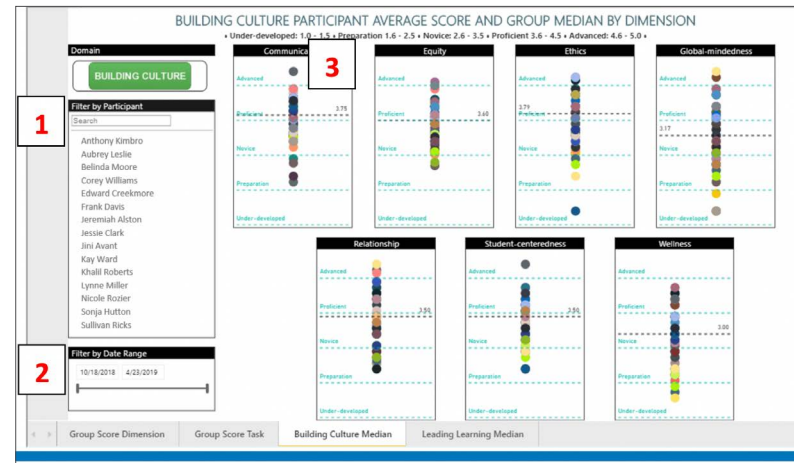 BUILDING CULTURE PARTICIPANT AVERAGE SCORE AND GROUP MEDIAN BY DIMENSION
• Under-developed: 1.0 - 1.5 • Preparation 1.6 - 2.5 • Novice: 2.6 - 3.5 • Proficient 3.6 - 4.5 • Advanced: 4.6 - 5.0 •
Domain
BUILDING CULTURE
1
Filter by Participant
Search
Anthony Kimbro
Aubrey Leslie
Belinda Moore
Corey Williams
Edward Creekmore
Frank Davis
Jeremiah Alston
Jessie Clark
Jini Avant
Kay Ward
Khalil Roberts
Lynne Miller
Nicole Rozier
Sonja Hutton
Sullivan Ricks
2
Filter by Date Range
10/18/2018 4/23/2019
3
Communica
Advanced
3.75
Proficient
Novice
Preparation
Under-developed
Equity
Advanced
3.60
Proficient
Novice
Preparation
Under-developed
Ethics
Advanced
3.79
Proficient
Novice
Preparation
Under-developed
Global-mindedness
Advanced
Proficient
3.17
Novice
Preparation
Under-developed
Relationship
Advanced
Proficient
3.50
Novice
Preparation
Under-developed
Student-centeredness
Advanced
Proficient
3.50
Novice
Preparation
Under-developed
Wellness
Advanced
Proficient
3.00
Novice
Preparation
Under-developed
Group Score Dimension Group Score Task Building Culture Median Leading Learning Median